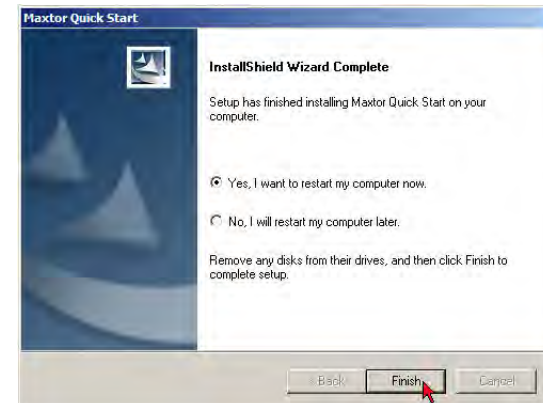 Maxtor Quick Start
InstallShield Wizard Complete
Setup has finished installing Maxtor Quick Start on your
computer.
Yes, I want to restart my computer now.
No, I will restart my computer later.
Remove any disks from their drives, and then click Finish to
complete setup.
Back Finish Cancel